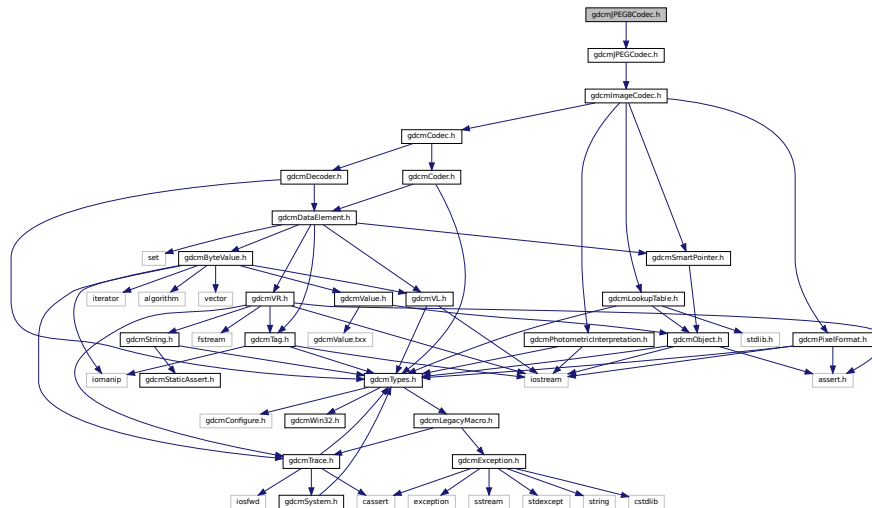 gdcmJPEG8Codec.h
gdcmJPEGCodec.h
gdcmImageCodec.h
gdcmCodec.h
gdcmDecoder.h
gdcmCoder.h
gdcmDataElement.h
set
gdcmByteValue.h
gdcmSmartPointer.h
iterator
algorithm
vector
gdcmVR.h
gdcmValue.h
gdcmVL.h
gdcmLookupTable.h
gdcmString.h
fstream
gdcmTag.h
gdcmValue.txx
gdcmPhotometricInterpretation.h
gdcmObject.h
stdlib.h
gdcmPixelFormat.h
iomanip
gdcmStaticAssert.h
gdcmTypes.h
iostream
assert.h
gdcmConfigure.h
gdcmWin32.h
gdcmLegacyMacro.h
gdcmTrace.h
gdcmException.h
iosfwd
gdcmSystem.h
cassert
exception
sstream
stdexcept
string
cstdlib